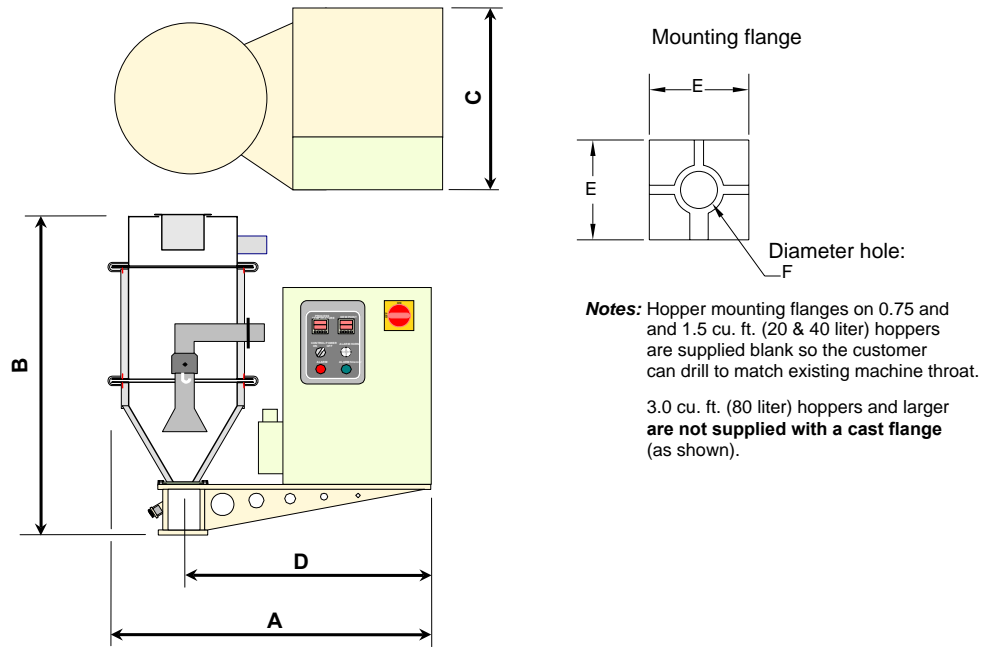 C
B
D
A
Mounting flange
E
E
Diameter hole:
F
Notes: Hopper mounting flanges on 0.75 and
and 1.5 cu. ft. (20 & 40 liter) hoppers
are supplied blank so the customer
can drill to match existing machine throat.
3.0 cu. ft. (80 liter) hoppers and larger
are not supplied with a cast flange
(as shown).